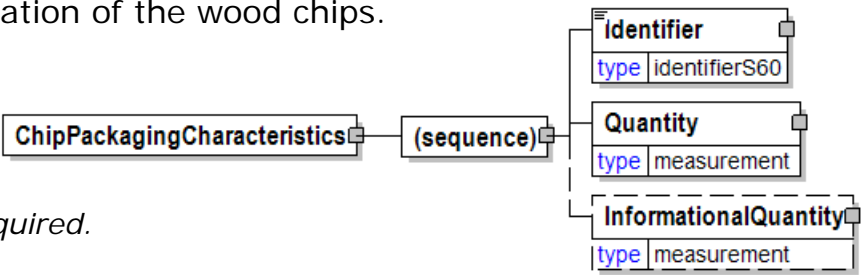 ation of the wood chips.
Identifier
type identifierS60
ChipPackagingCharacteristics
(sequence)
Quantity
type measurement
quired.
InformationalQuantity
type measurement